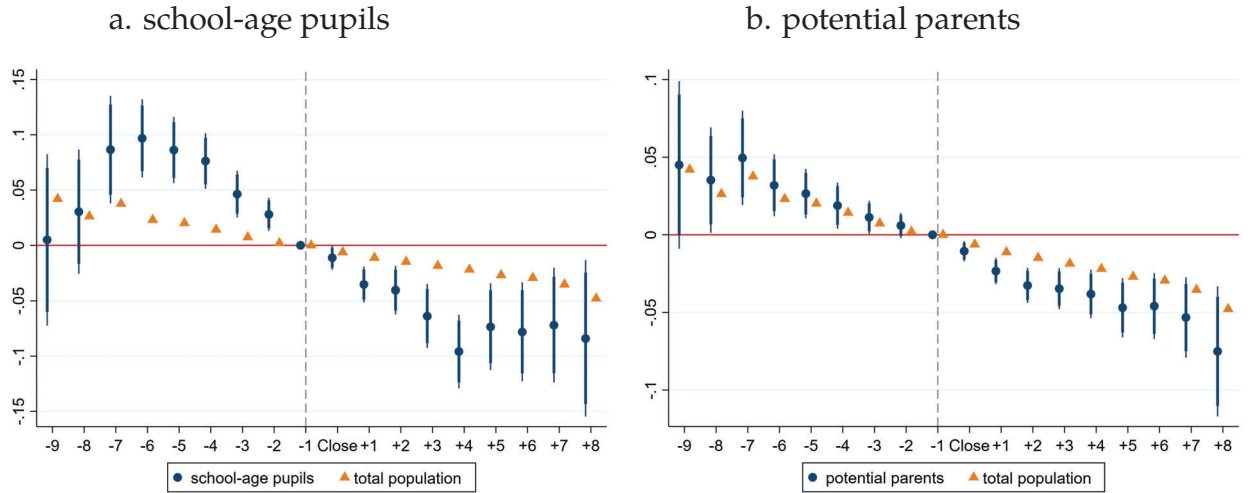 a. school-age pupils
.15
.1
.05
0
-.05
-.1
-.15
-9 -8 -7 -6 -5 -4 -3 -2 -1 Close +1 +2 +3 +4 +5 +6 +7 +8
school-age pupils total population
b. potential parents
.1
.05
0
-.05
-.1
-9 -8 -7 -6 -5 -4 -3 -2 -1 Close +1 +2 +3 +4 +5 +6 +7 +8
potential parents total population